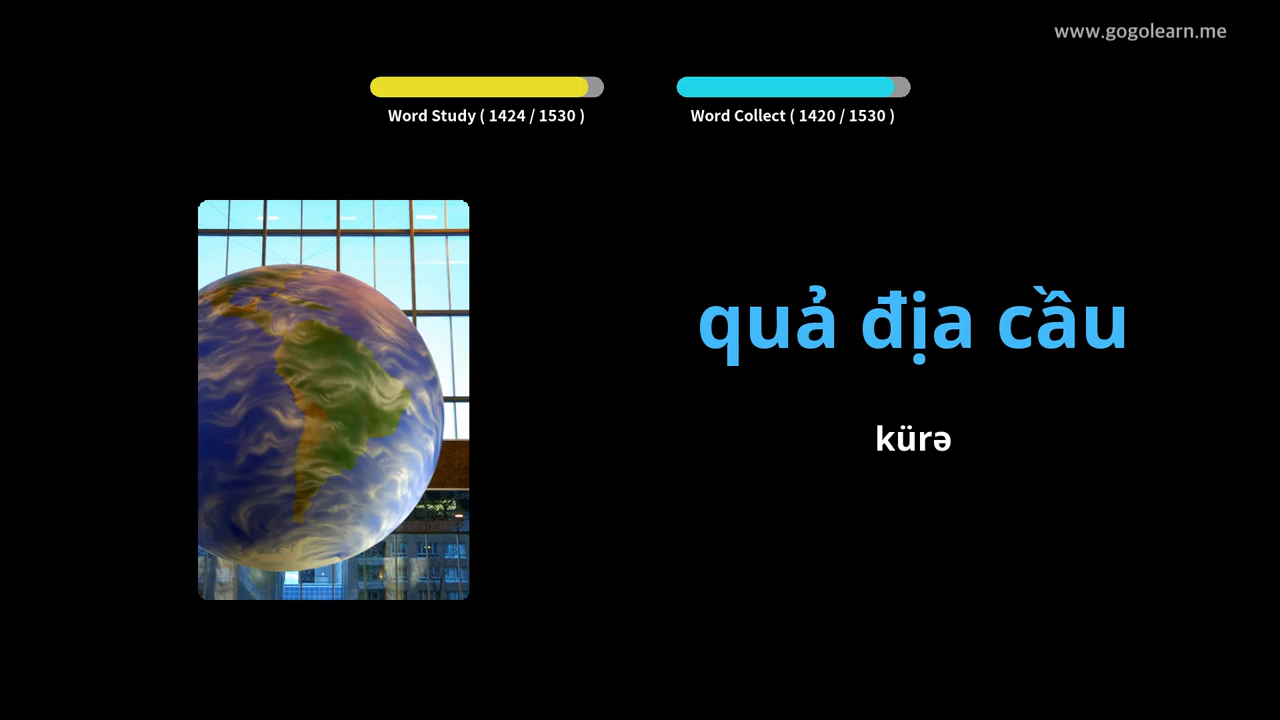 www.gogolearn.me
Word Study ( 1424 / 1530 )
Word Collect ( 1420 / 1530 )
quả địa cầu
kürə